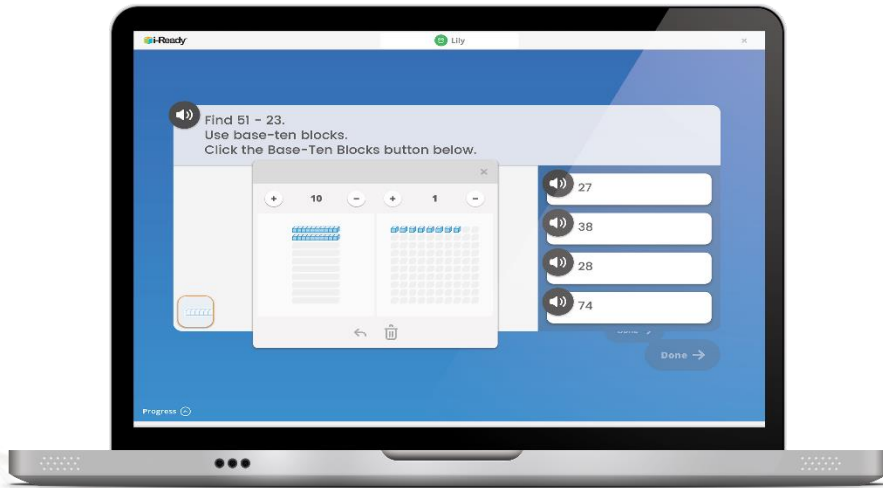 i-Ready
Lily
Find 51 - 23.
Use base-ten blocks.
Click the Base-Ten Blocks button below.
+ 10 - + 1 -
27
38
28
74
Done →
Progress